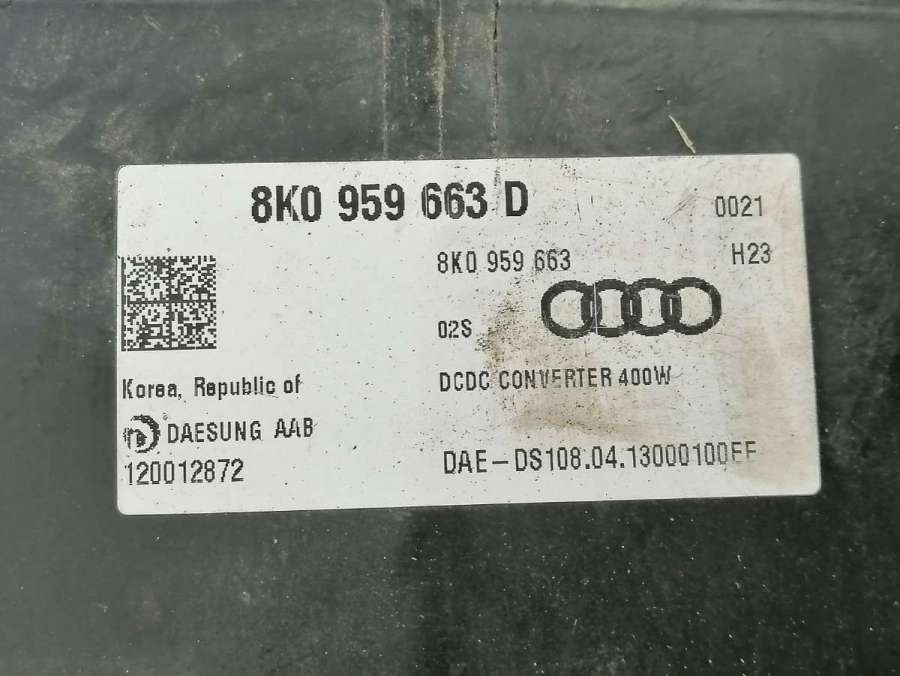 8K0 959 663 D
0021
8K0 959 663
H23
02S
DCDC CONVERTER 400W
Korea, Republic of
DAESUNG AAB
120012872
DAE-DS108.04.13000100EE